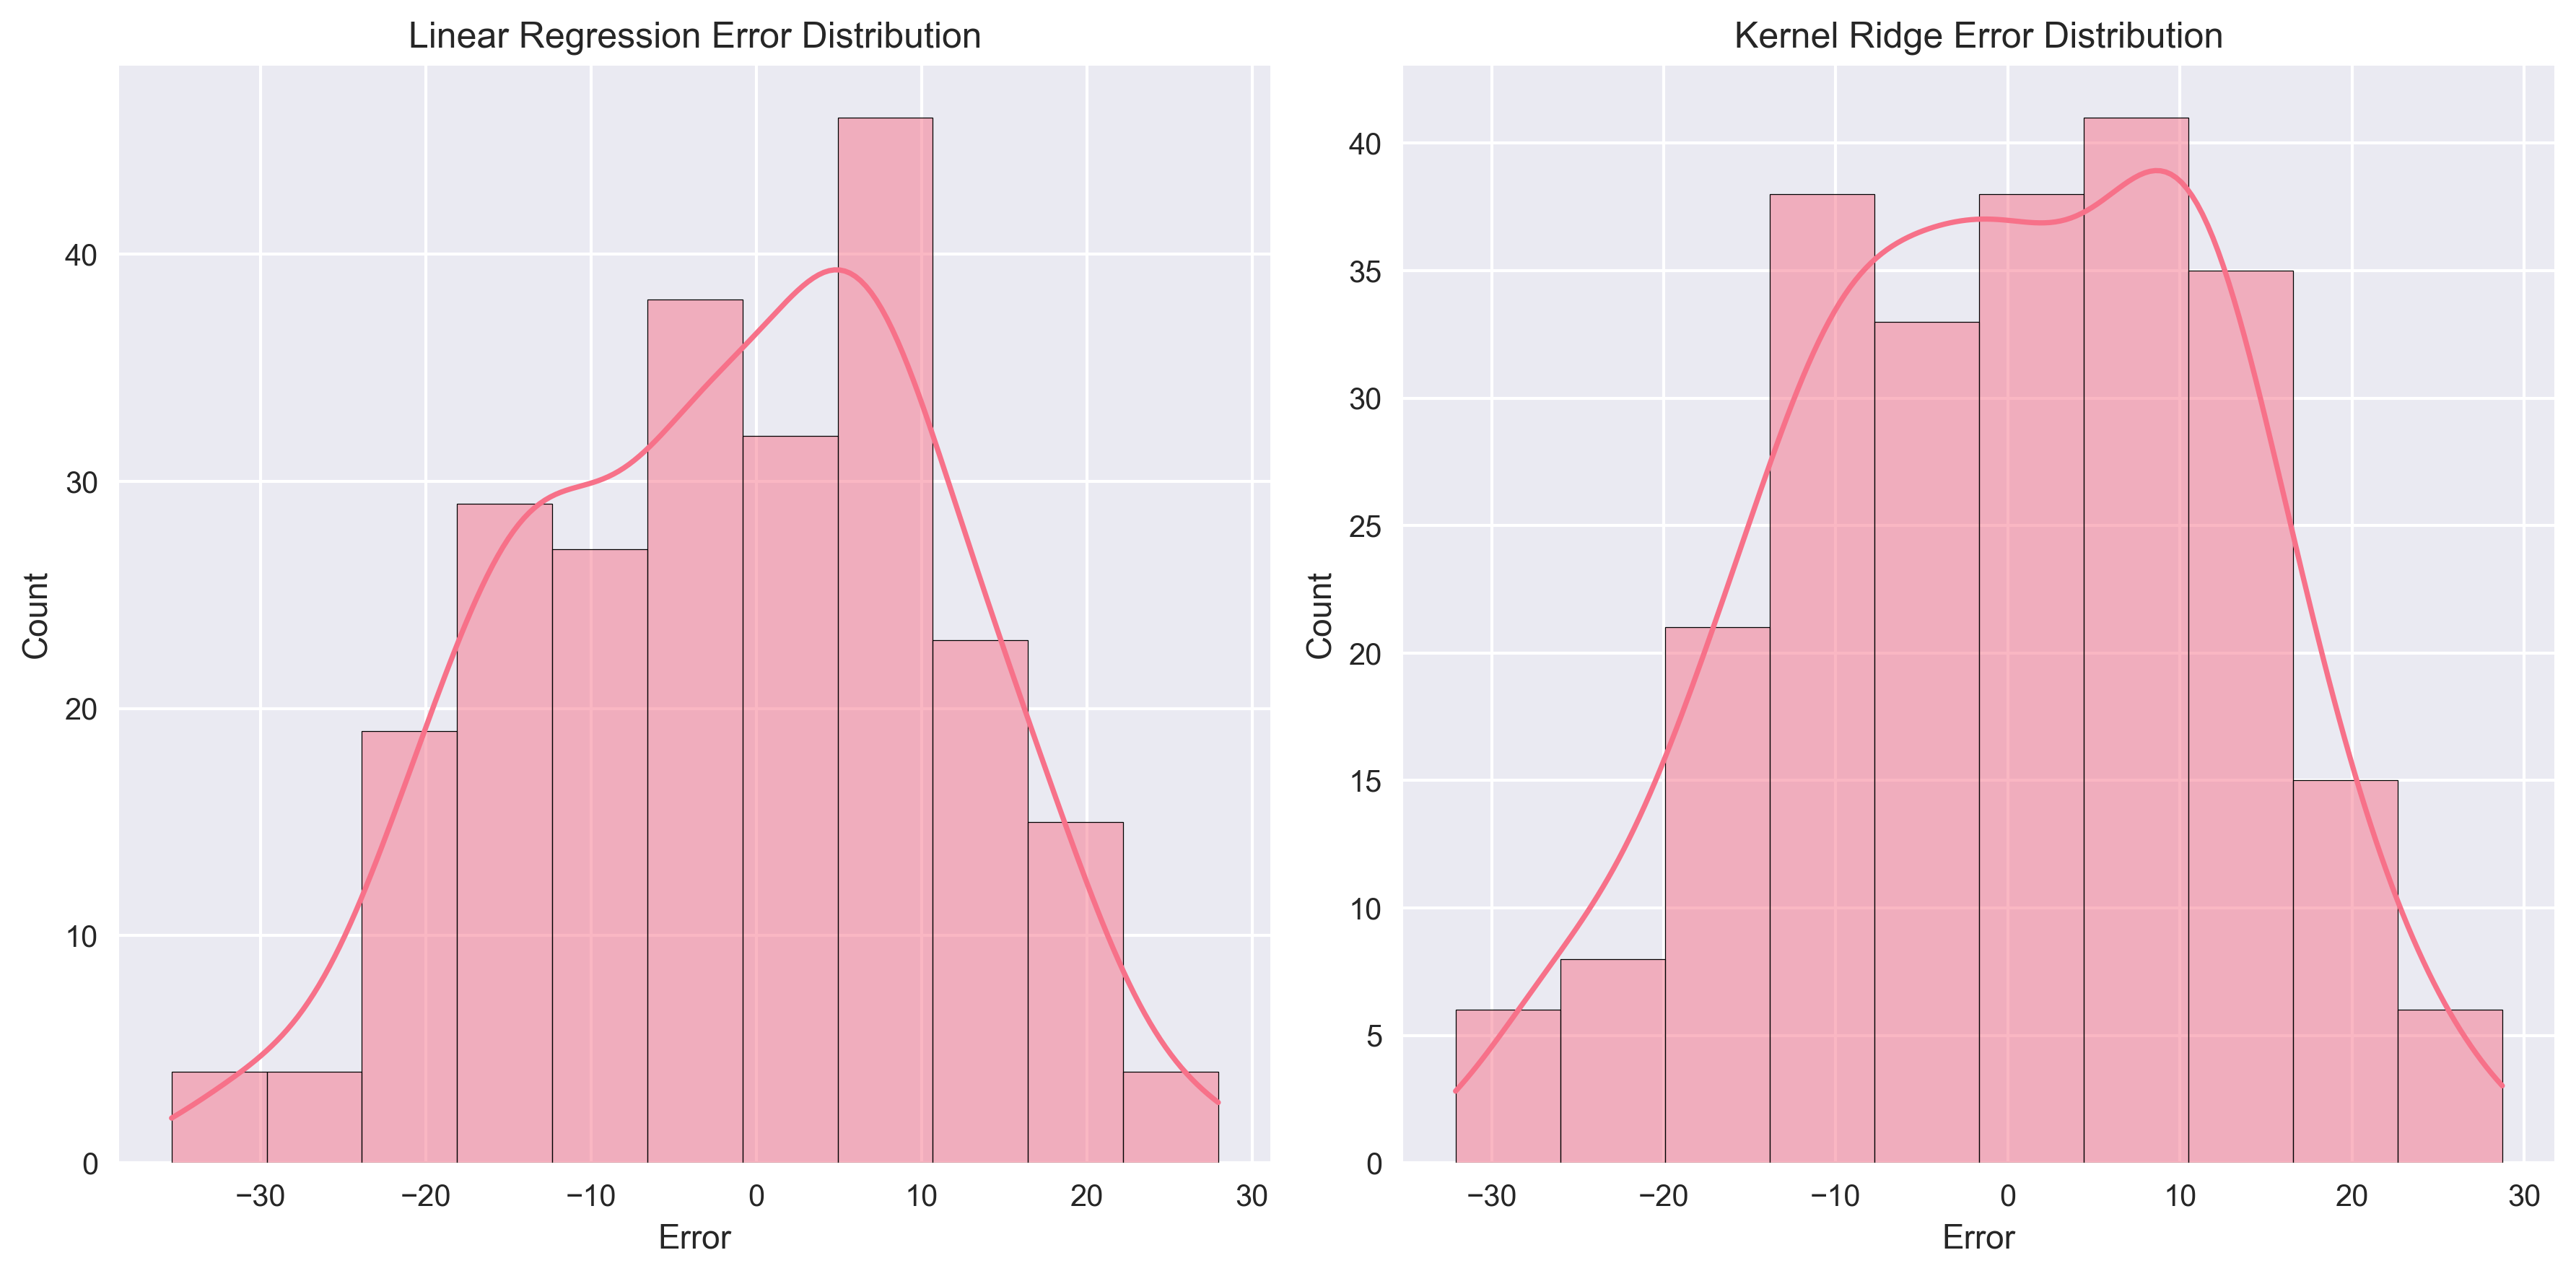 Linear Regression Error Distribution
Count
40
30
20
10
0
−30 −20 −10 0 10 20 30
Error
Kernel Ridge Error Distribution
Count
40
35
30
25
20
15
10
5
0
−30 −20 −10 0 10 20 30
Error